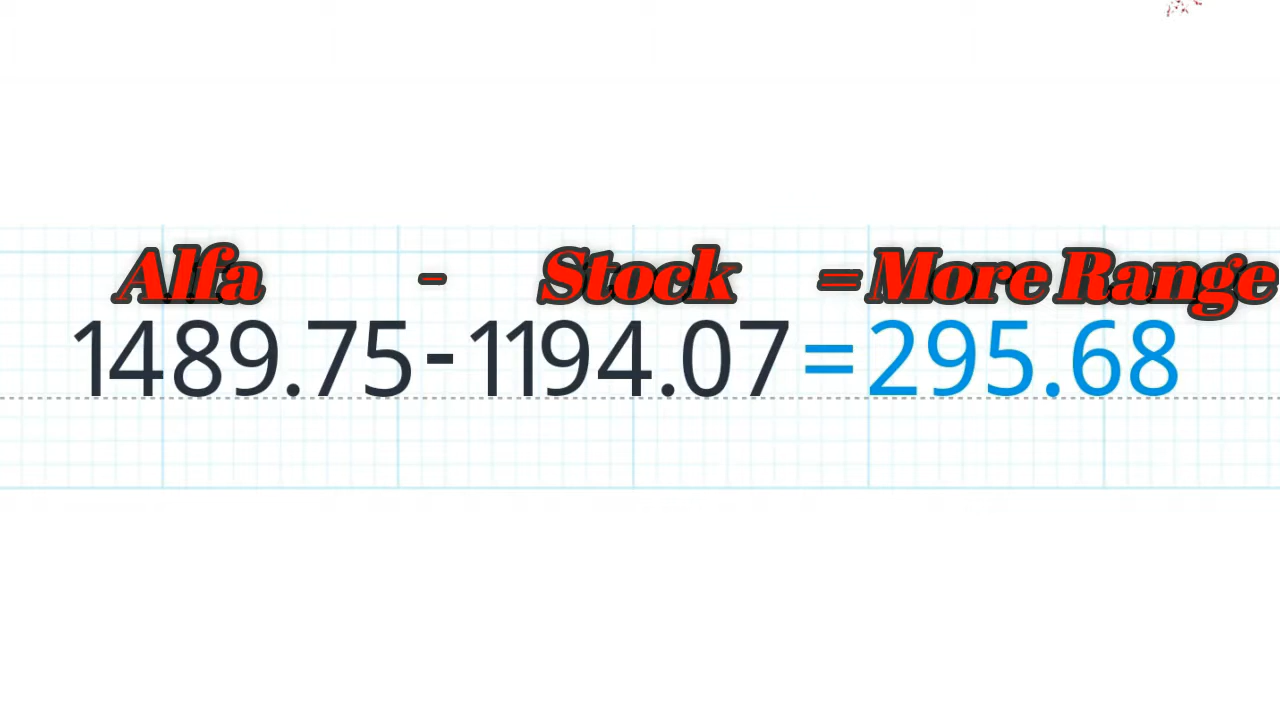 Alfa - Stock = More Range
1489.75-1194.07=295.68